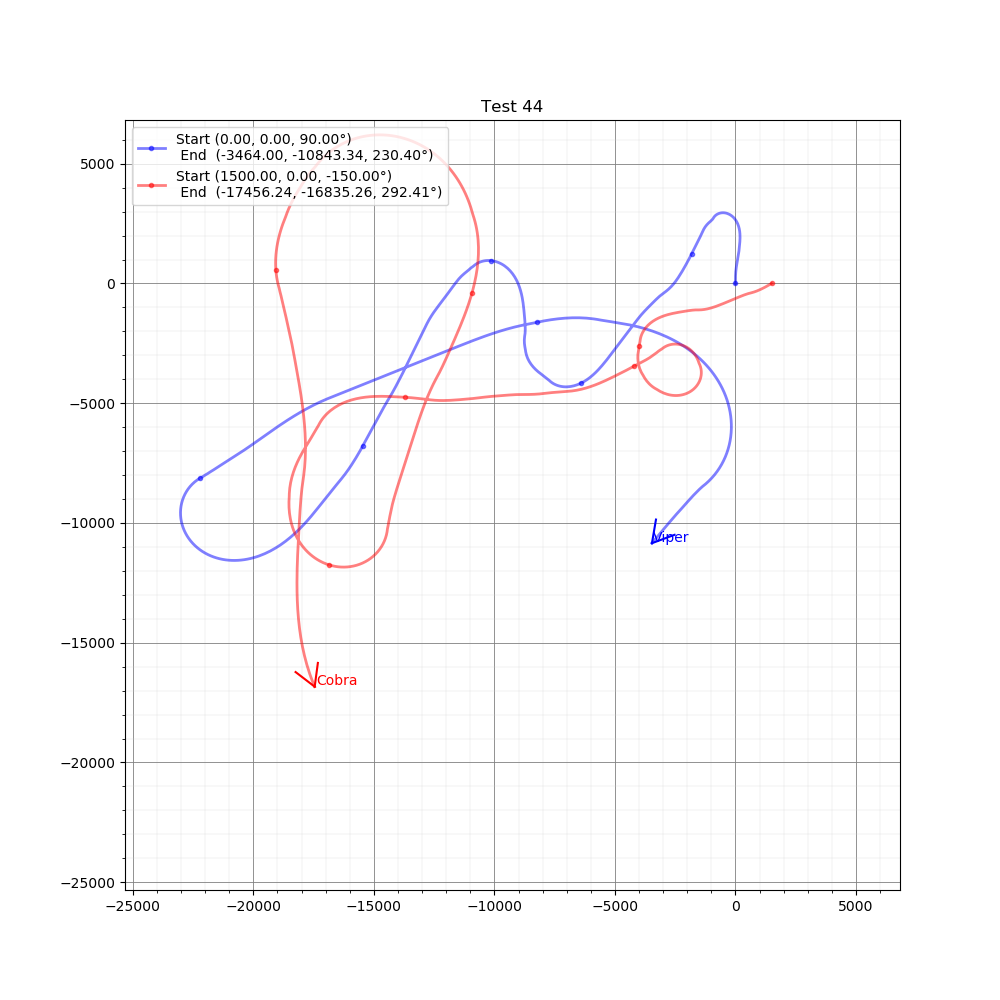 Test 44
Start (0.00, 0.00, 90.00°)
End  (-3464.00, -10843.34, 230.40°)
Start (1500.00, 0.00, -150.00°)
End  (-17456.24, -16835.26, 292.41°)
5000
0
−5000
−10000
−15000
−20000
−25000
Viper
Cobra
−25000 −20000 −15000 −10000 −5000 0 5000